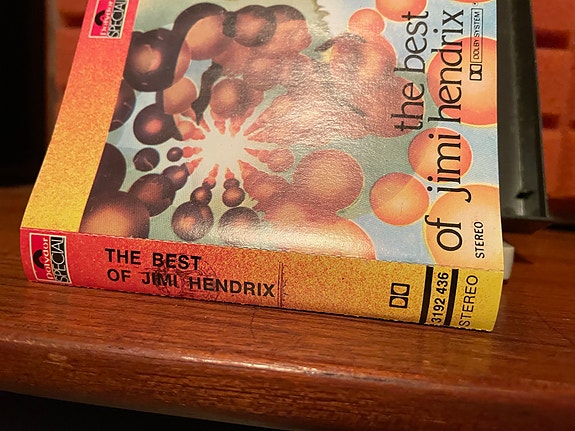 polydor
SPECIAL
the best
of jimi hendrix
DOLBY SYSTEM
STEREO
polydor
SPECIAL
THE BEST
OF JIMI HENDRIX
3192 436
STEREO